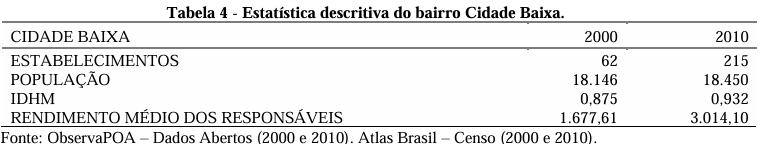 Tabela 4 - Estatística descritiva do bairro Cidade Baixa.
CIDADE BAIXA 2000 2010
ESTABELECIMENTOS 62 215
POPULAÇÃO 18.146 18.450
IDHM 0,875 0,932
RENDIMENTO MÉDIO DOS RESPONSÁVEIS 1.677,61 3.014,10
Fonte: ObservaPOA – Dados Abertos (2000 e 2010). Atlas Brasil – Censo (2000 e 2010).